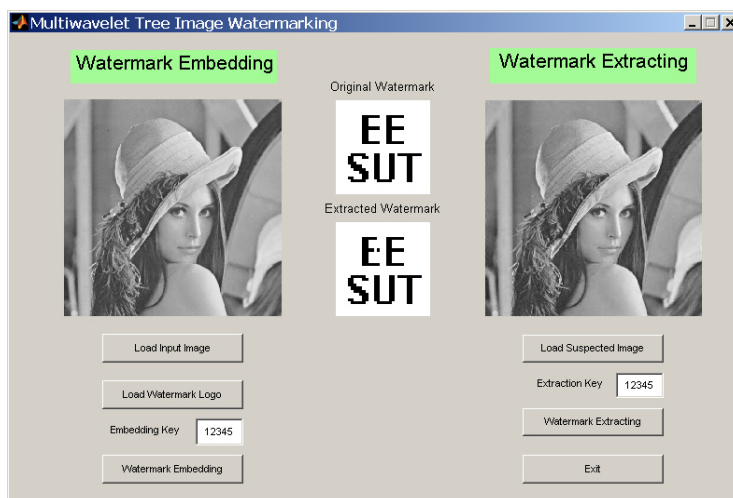 Multiwavelet Tree Image Watermarking
Watermark Embedding
Load Input Image
Load Watermark Logo
Embedding Key 12345
Watermark Embedding
Original Watermark
EE
SUT
Extracted Watermark
EE
SUT
Watermark Extracting
Load Suspected Image
Extraction Key 12345
Watermark Extracting
Exit